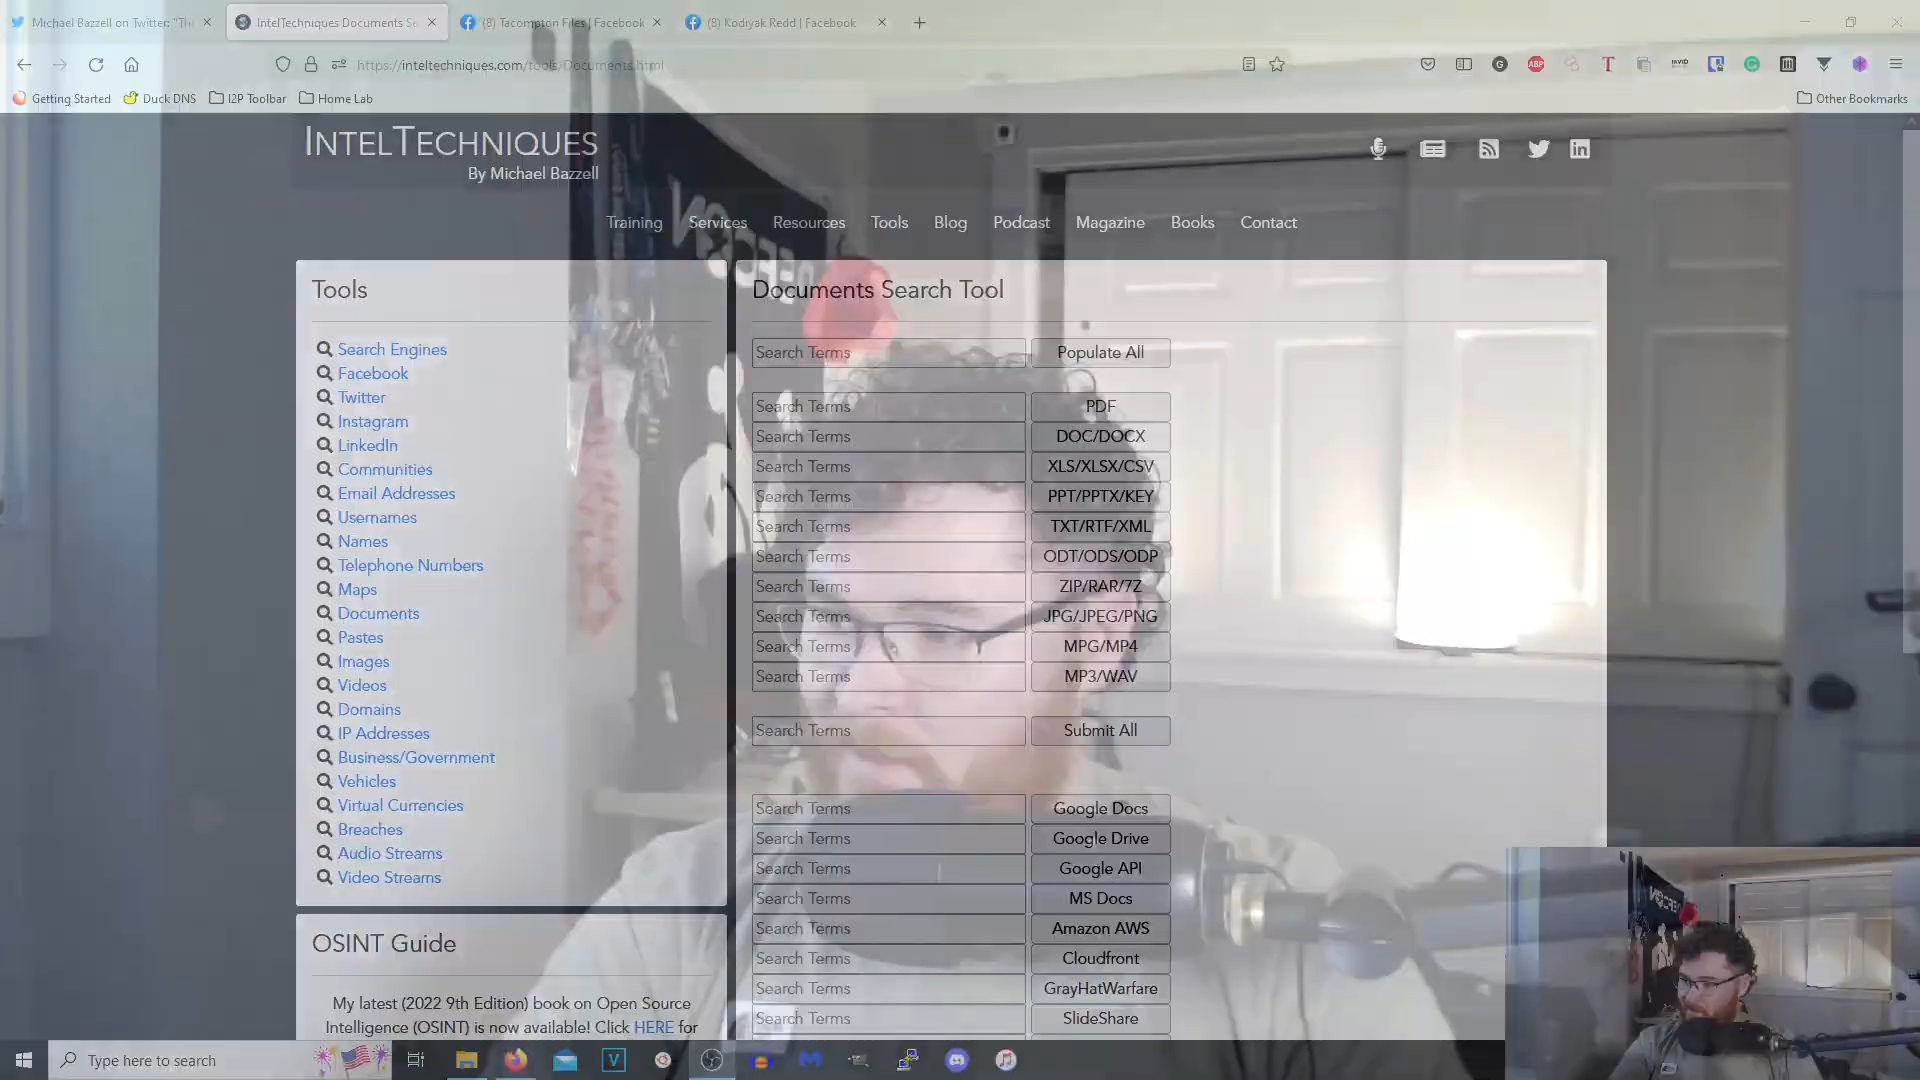 Michael Bazzell on Twitter: "Th
IntelTechniques Documents Se
(8) Tacompton Files | Facebook
(8) Kodiyak Redd | Facebook
https://inteltechniques.com/tools/Documents.html
Getting Started
Duck DNS
I2P Toolbar
Home Lab
Other Bookmarks
INTELTECHNIQUES
By Michael Bazzell
Training Services Resources Tools Blog Podcast Magazine Books Contact
Tools
Search Engines
Facebook
Twitter
Instagram
LinkedIn
Communities
Email Addresses
Usernames
Names
Telephone Numbers
Maps
Documents
Pastes
Images
Videos
Domains
IP Addresses
Business/Government
Vehicles
Virtual Currencies
Breaches
Audio Streams
Video Streams
OSINT Guide
My latest (2022 9th Edition) book on Open Source
Intelligence (OSINT) is now available! Click HERE for
Documents Search Tool
Search Terms Populate All
Search Terms PDF
Search Terms DOC/DOCX
Search Terms XLS/XLSX/CSV
Search Terms PPT/PPTX/KEY
Search Terms TXT/RTF/XML
Search Terms ODT/ODS/ODP
Search Terms ZIP/RAR/7Z
Search Terms JPG/JPEG/PNG
Search Terms MPG/MP4
Search Terms MP3/WAV
Search Terms Submit All
Search Terms Google Docs
Search Terms Google Drive
Search Terms Google API
Search Terms MS Docs
Search Terms Amazon AWS
Search Terms Cloudfront
Search Terms GrayHatWarfare
Search Terms SlideShare
Type here to search